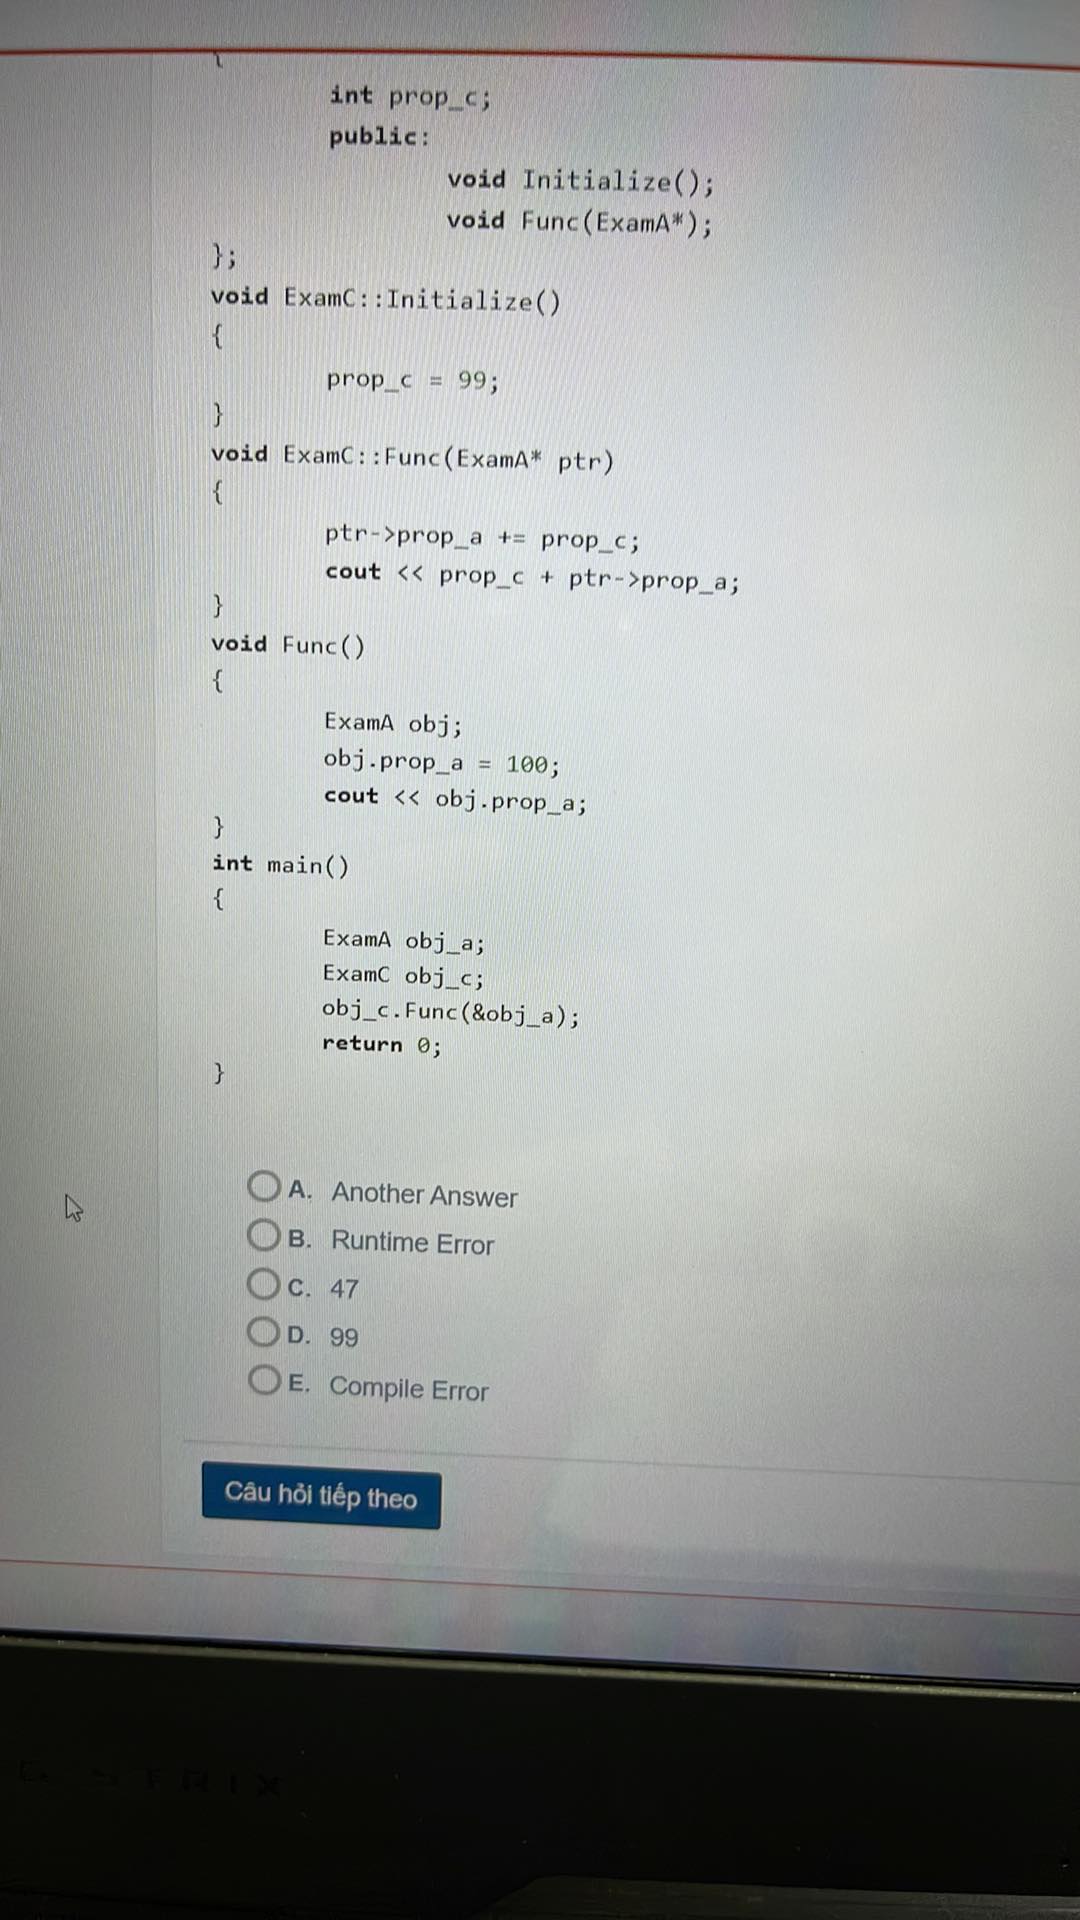 int prop_c;
public:
void Initialize();
void Func(ExamA*);
};
void ExamC::Initialize()
{
prop_c = 99;
}
void ExamC::Func(ExamA* ptr)
{
ptr->prop_a += prop_c;
cout << prop_c + ptr->prop_a;
}
void Func()
{
ExamA obj;
obj.prop_a = 100;
cout << obj.prop_a;
}
int main()
{
ExamA obj_a;
ExamC obj_c;
obj_c.Func(&obj_a);
return 0;
}
A. Another Answer
B. Runtime Error
C. 47
D. 99
E. Compile Error
Câu hỏi tiếp theo